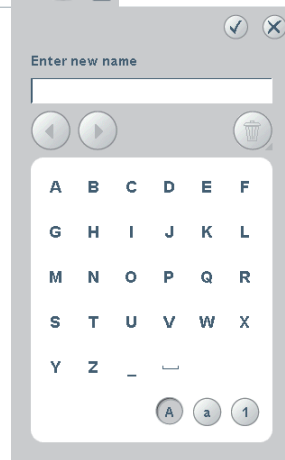 Enter new name
A B C D E F
G H I J K L
M N O P Q R
S T U V W X
Y Z _
A a 1